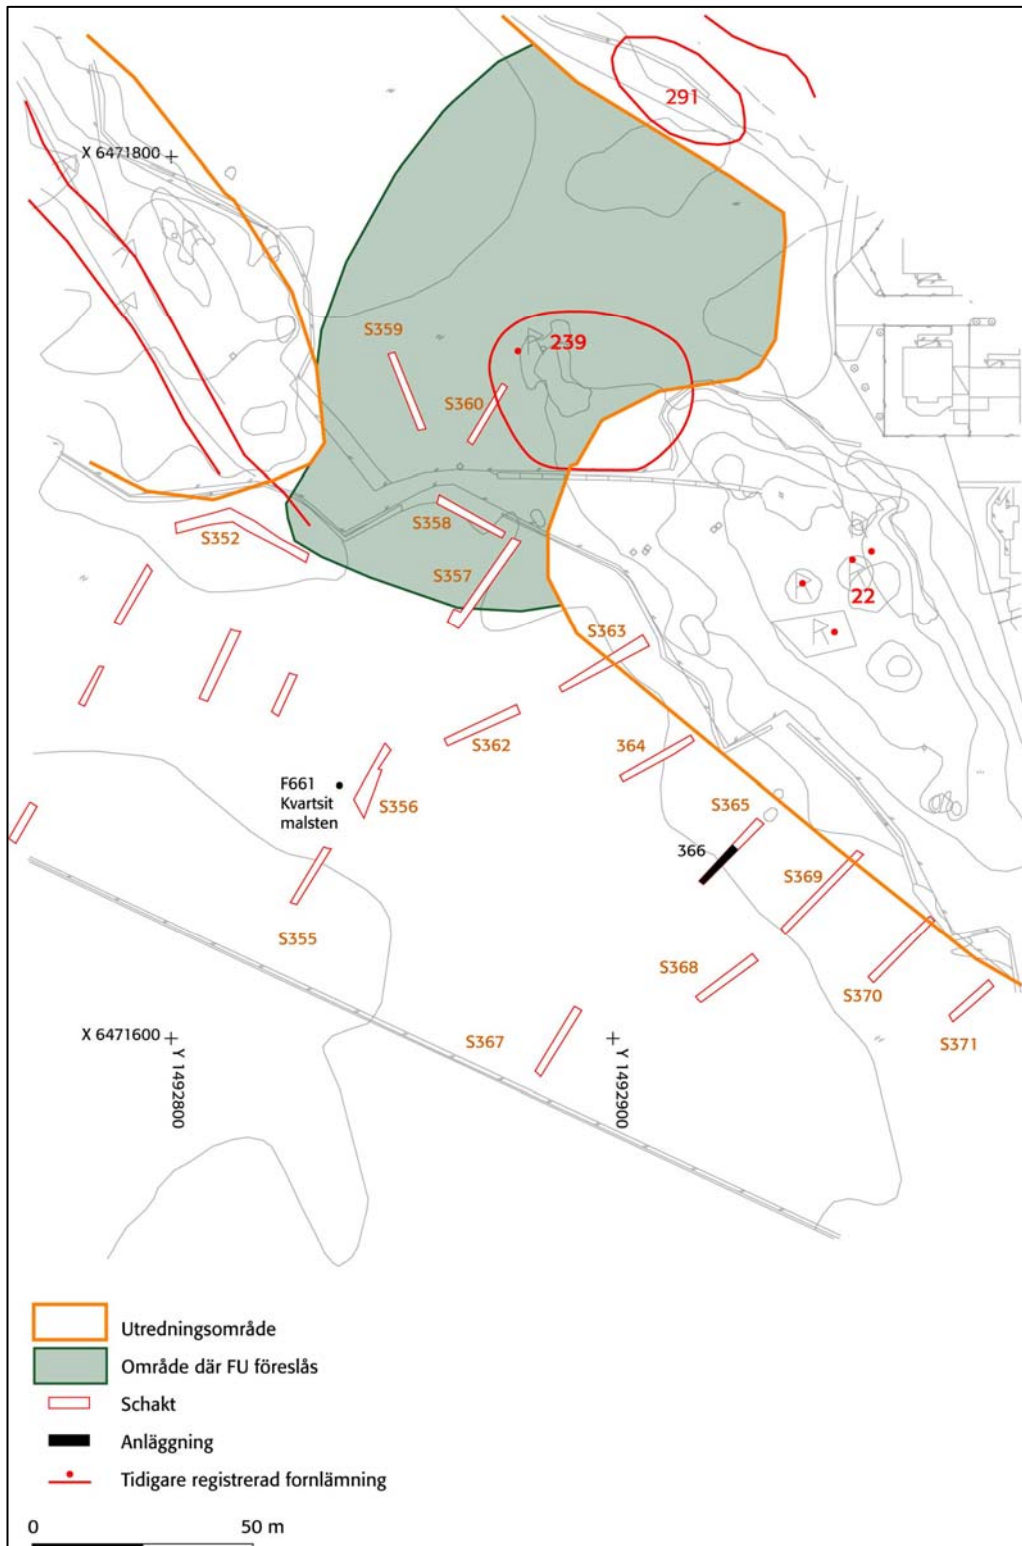 291
X 6471800
S359
239
S360
S358
S352
S357
22
S363
S362
364
F661
Kvartsit
malsten
S356
S365
366
S369
S355
S368
S370
X 6471600
S367
S371
Y 1492800
Y 1492900
Utredningsområde
Område där FU föreslås
Schakt
Anläggning
Tidigare registrerad fornlämning
0 50 m